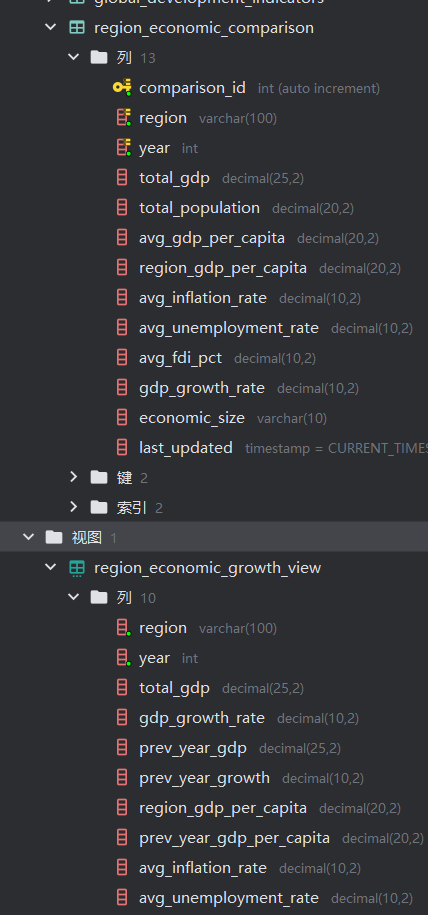 global_development_indicators
region_economic_comparison
列 13
comparison_id int (auto increment)
region varchar(100)
year int
total_gdp decimal(25,2)
total_population decimal(20,2)
avg_gdp_per_capita decimal(20,2)
region_gdp_per_capita decimal(20,2)
avg_inflation_rate decimal(10,2)
avg_unemployment_rate decimal(10,2)
avg_fdi_pct decimal(10,2)
gdp_growth_rate decimal(10,2)
economic_size varchar(10)
last_updated timestamp = CURRENT_TIMES
键 2
索引 2
视图 1
region_economic_growth_view
列 10
region varchar(100)
year int
total_gdp decimal(25,2)
gdp_growth_rate decimal(10,2)
prev_year_gdp decimal(25,2)
prev_year_growth decimal(10,2)
region_gdp_per_capita decimal(20,2)
prev_year_gdp_per_capita decimal(20,2)
avg_inflation_rate decimal(10,2)
avg_unemployment_rate decimal(10,2)